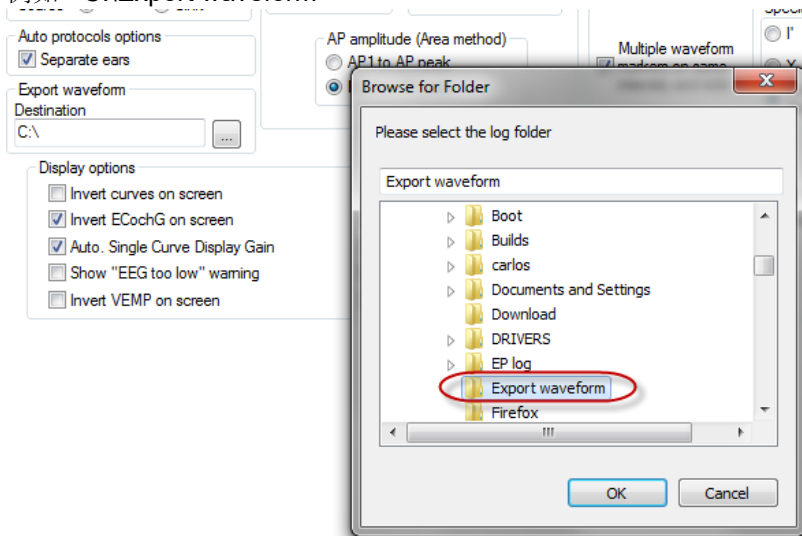 Auto protocols options
Separate ears
Export waveform
Destination
C:\
...
Display options
Invert curves on screen
Invert ECochG on screen
Auto. Single Curve Display Gain
Show "EEG too low" warning
Invert VEMP on screen
AP amplitude (Area method)
AP1 to AP peak
Multiple waveform
Browse for Folder
Please select the log folder
Export waveform
Boot
Builds
carlos
Documents and Settings
Download
DRIVERS
EP log
Export waveform
Firefox
OK
Cancel